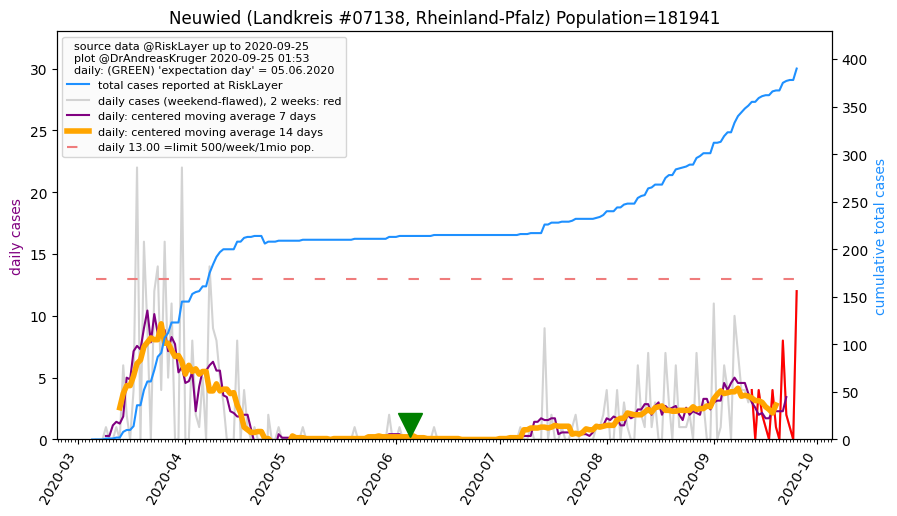 Neuwied (Landkreis #07138, Rheinland-Pfalz) Population=181941
source data @RiskLayer up to 2020-09-25
plot @DrAndreasKruger 2020-09-25 01:53
daily: (GREEN) 'expectation day' = 05.06.2020
total cases reported at RiskLayer
daily cases (weekend-flawed), 2 weeks: red
daily: centered moving average 7 days
daily: centered moving average 14 days
daily 13.00 =limit 500/week/1mio pop.
daily cases
30
25
20
15
10
5
0
cumulative total cases
400
350
300
250
200
150
100
50
0
2020-03
2020-04
2020-05
2020-06
2020-07
2020-08
2020-09
2020-10